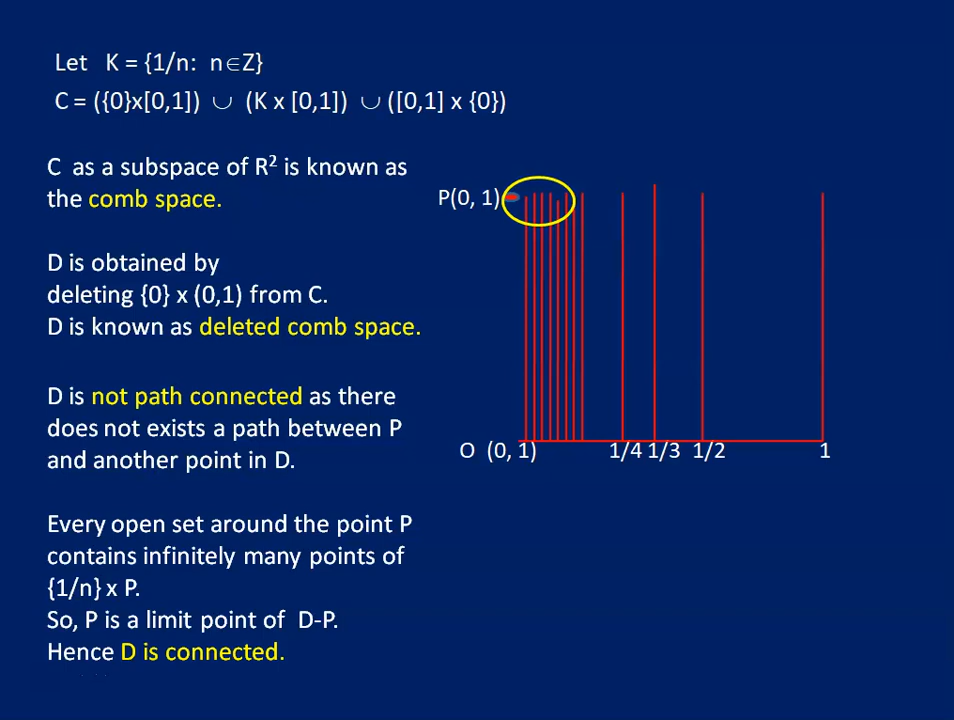 Let K = {1/n: n∈Z}
C = ({0}x[0,1]) ∪ (K x [0,1]) ∪ ([0,1] x {0})
C as a subspace of R² is known as
the comb space.
D is obtained by
deleting {0} x (0,1) from C.
D is known as deleted comb space.
D is not path connected as there
does not exists a path between P
and another point in D.
Every open set around the point P
contains infinitely many points of
{1/n} x P.
So, P is a limit point of D-P.
Hence D is connected.
P(0, 1)
O (0, 1) 1/4 1/3 1/2 1